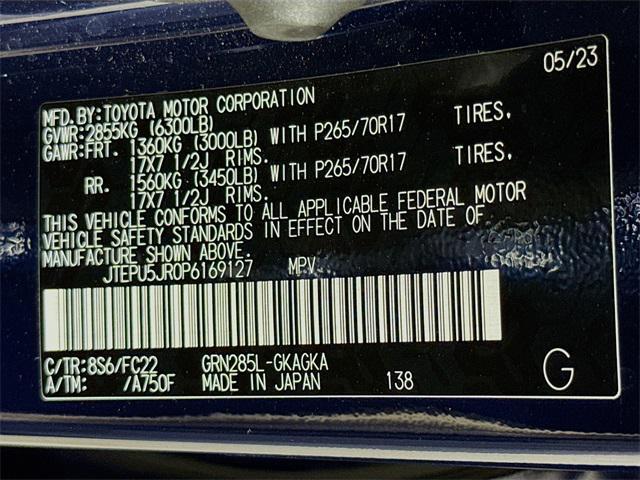 05/23
MFD.BY:TOYOTA MOTOR CORPORATION
GVWR:2855KG (6300LB)
GAWR:FRT. 1360KG (3000LB) WITH P265/70R17 TIRES,
17X7 1/2J RIMS.
RR. 1560KG (3450LB) WITH P265/70R17 TIRES,
17X7 1/2J RIMS.
THIS VEHICLE CONFORMS TO ALL APPLICABLE FEDERAL MOTOR
VEHICLE SAFETY STANDARDS IN EFFECT ON THE DATE OF
MANUFACTURE SHOWN ABOVE.
JTEPU5JR0P6169127 MPV
C/TR:8S6/FC22 GRN285L-GKAGKA
A/TM: /A750F MADE IN JAPAN 138 G